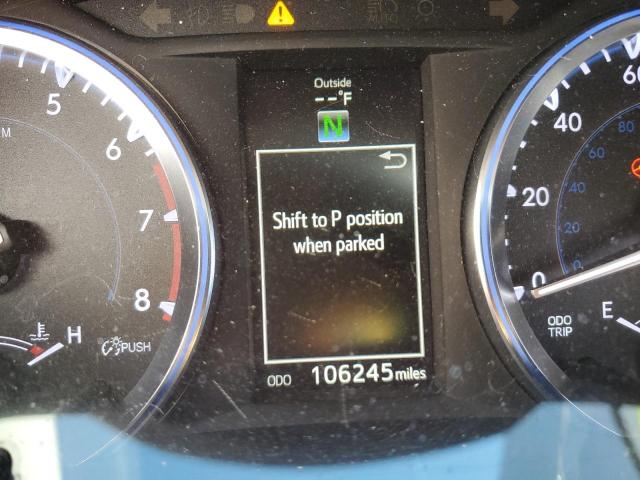 Outside
--°F
N
Shift to P position
when parked
ODO 106245 miles
5
6
7
8
H
PUSH
60
40
20
0
80
60
40
20
0
ODO
TRIP
E